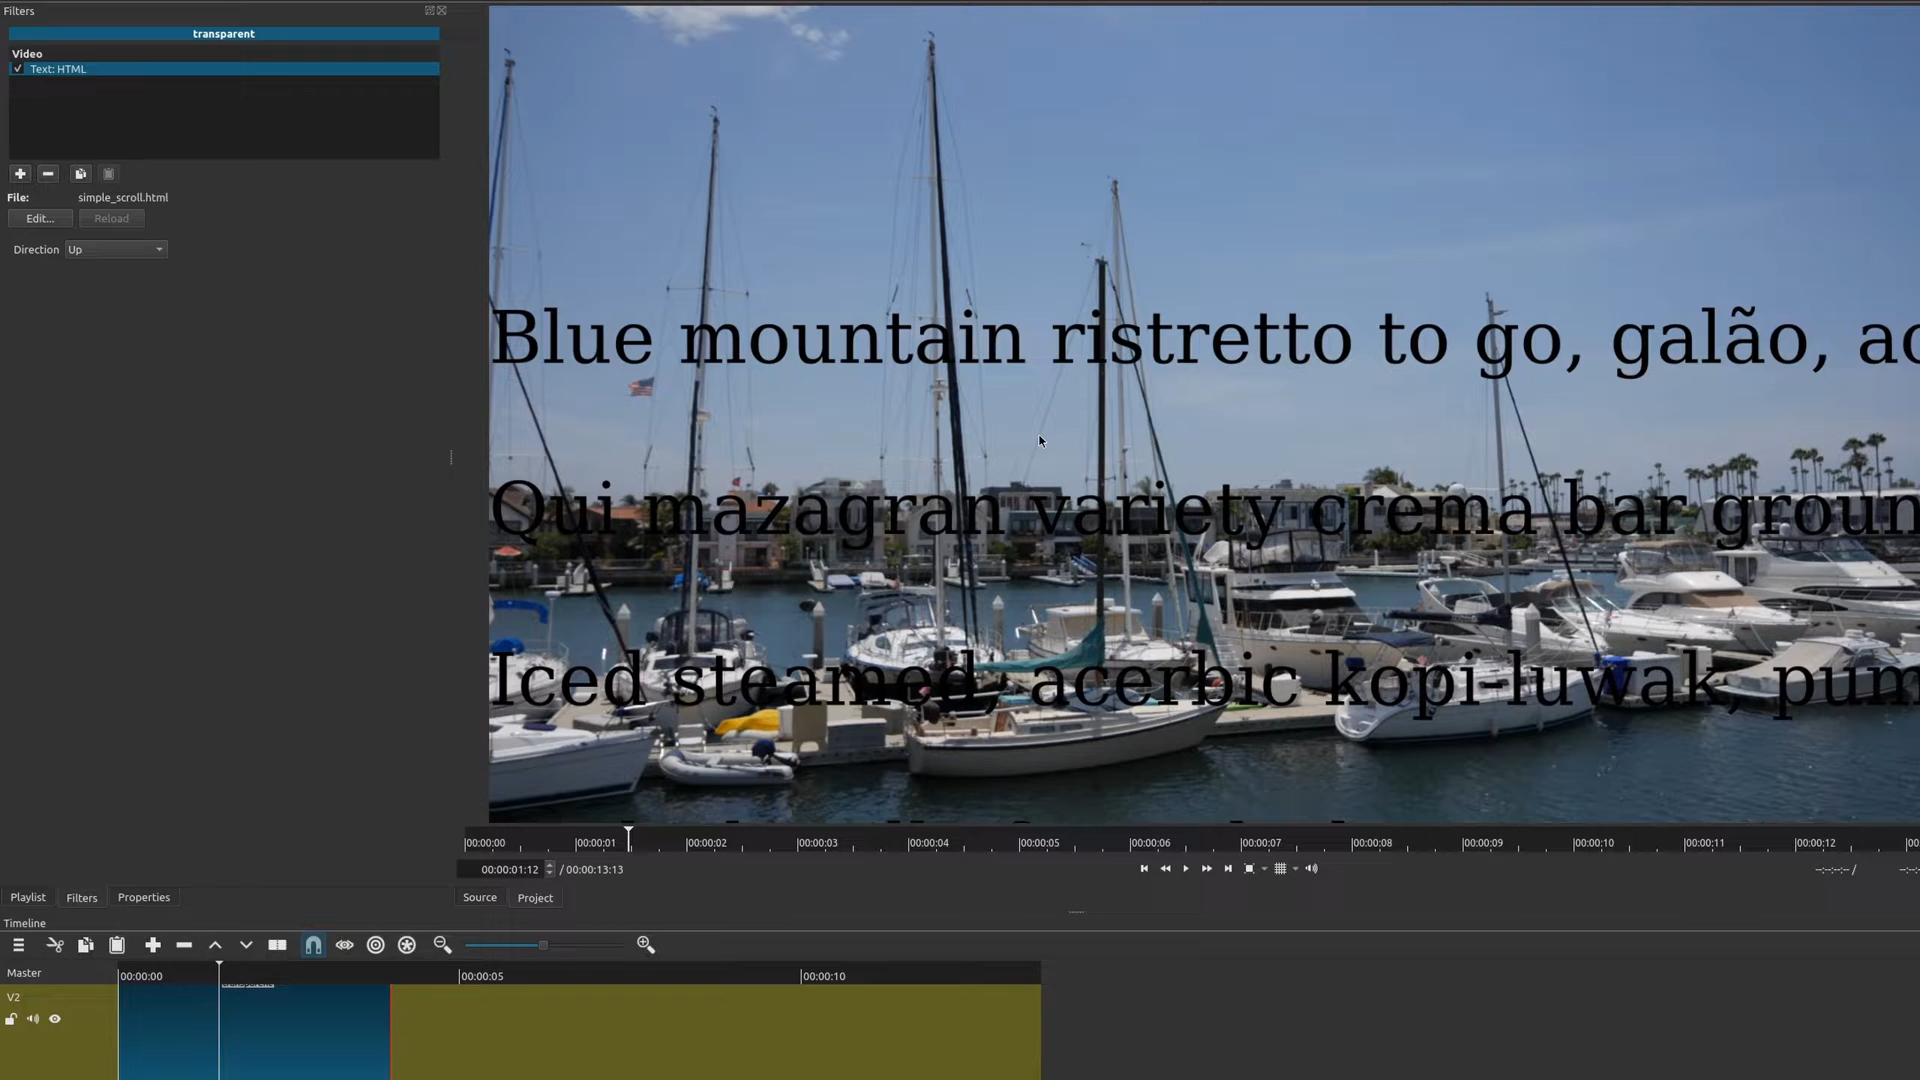 Filters
transparent
Video
Text: HTML
File: simple_scroll.html
Edit... Reload
Direction Up
Blue mountain ristretto to go, galão, ac
Qui mazagran variety crema bar groun
Iced steamed, acerbic kopi-luwak, pum
00:00:00 00:00:01 00:00:02 00:00:03 00:00:04 00:00:05 00:00:06 00:00:07 00:00:08 00:00:09 00:00:10 00:00:11 00:00:12 00:
00:00:01:12 / 00:00:13:13 --:--:--:-- / --:--
Playlist Filters Properties Source Project
Timeline
Master 00:00:00 00:00:05 00:00:10
V2